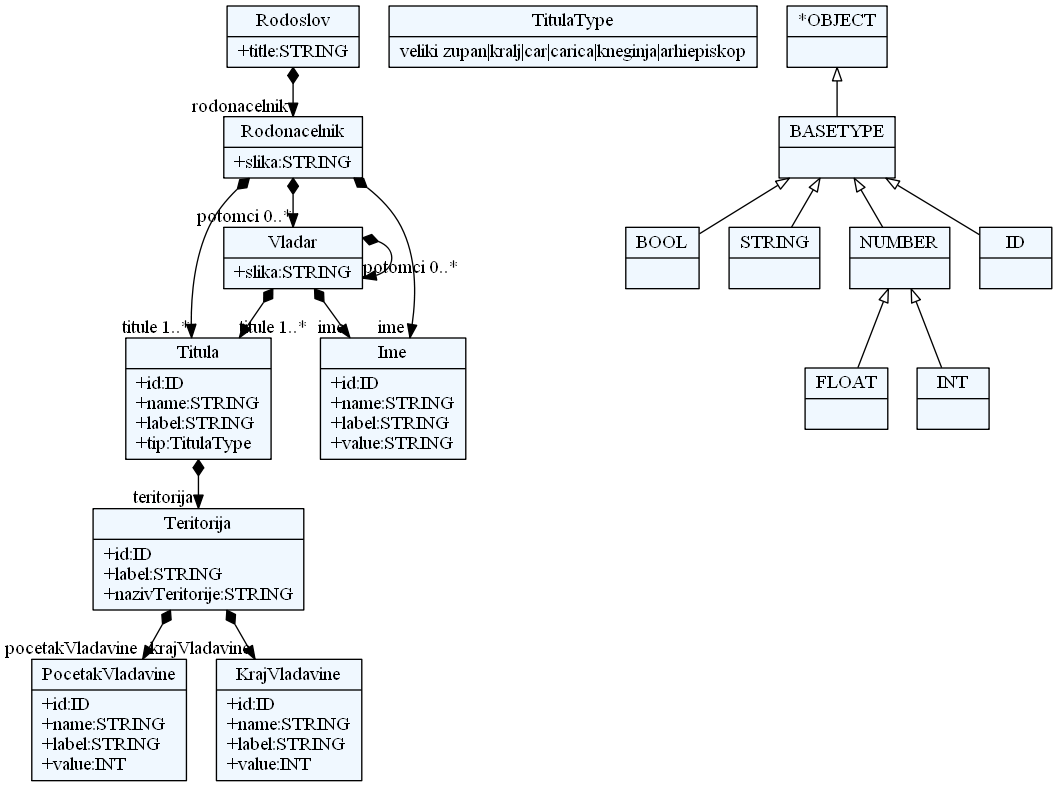 Rodoslov
+title:STRING
TitulaType
veliki zupan|kralj|car|carica|kneginja|arhiepiskop
*OBJECT
rodonacelnik
Rodonacelnik
+slika:STRING
BASETYPE
potomci 0..*
Vladar
+slika:STRING
potomci 0..*
BOOL
STRING
NUMBER
ID
titule 1..*
titule 1..*
ime
ime
Titula
+id:ID
+name:STRING
+label:STRING
+tip:TitulaType
Ime
+id:ID
+name:STRING
+label:STRING
+value:STRING
FLOAT
INT
teritorija
Teritorija
+id:ID
+label:STRING
+nazivTeritorije:STRING
pocetakVladavine
krajVladavine
PocetakVladavine
+id:ID
+name:STRING
+label:STRING
+value:INT
KrajVladavine
+id:ID
+name:STRING
+label:STRING
+value:INT